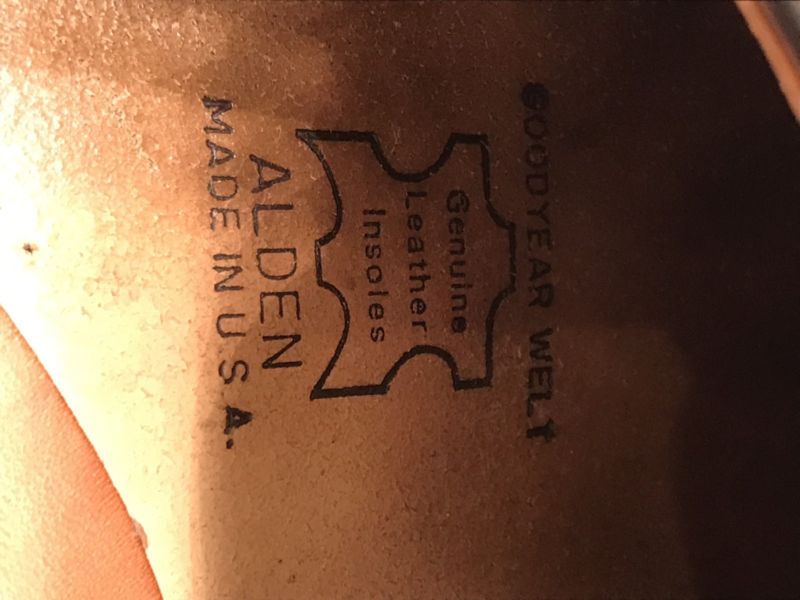 GOODYEAR WELT
Genuine
Leather
Insoles
ALDEN
MADE IN U.S.A.